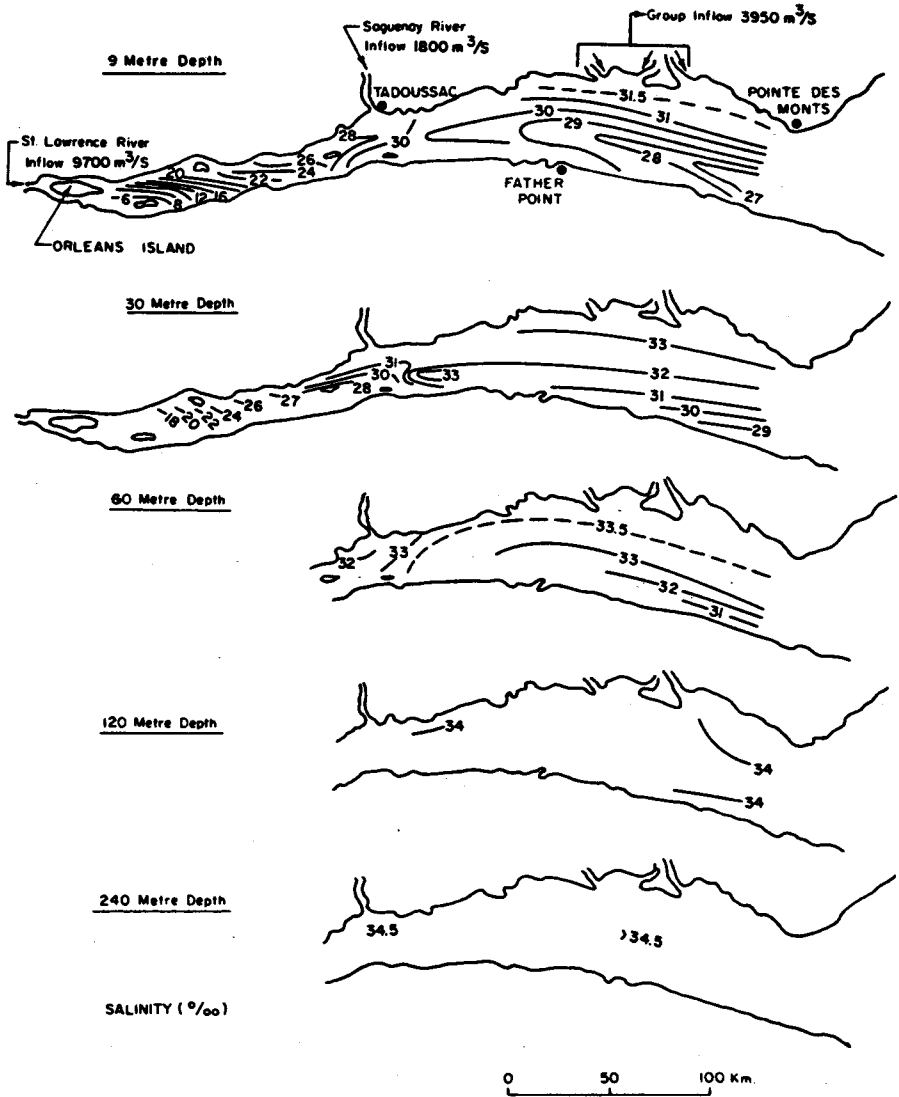 Saguenay River
Inflow 1800 m³/S
Group Inflow 3950 m³/S
9 Metre Depth
TADOUSSAC
POINTE DES
MONTS
St. Lawrence River
Inflow 9700 m³/S
31.5
31
30
29
28
27
28
30
26
24
22
20
6
8
12
16
FATHER
POINT
ORLEANS ISLAND
30 Metre Depth
33
32
31
30
29
31
30
28
33
27
26
24
22
20
18
60 Metre Depth
33.5
33
32
31
33
32
120 Metre Depth
34
34
34
240 Metre Depth
34.5
34.5
SALINITY (º/oo)
0 50 100 Km.